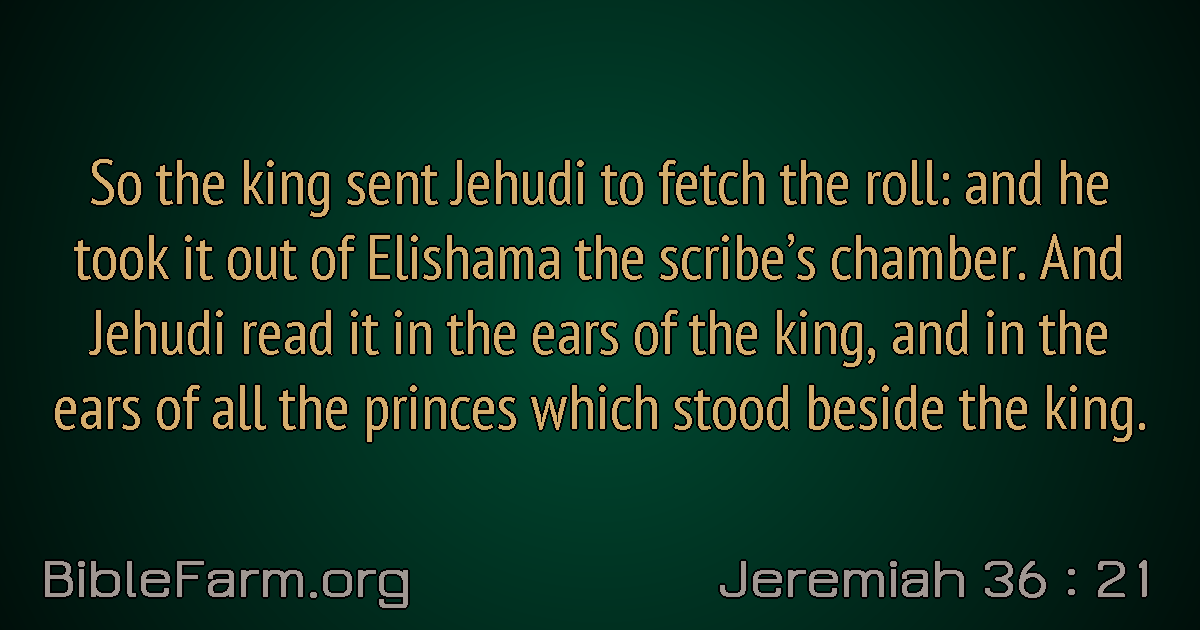 So the king sent Jehudi to fetch the roll: and he
took it out of Elishama the scribe’s chamber. And
Jehudi read it in the ears of the king, and in the
ears of all the princes which stood beside the king.
BibleFarm.org
Jeremiah 36 : 21